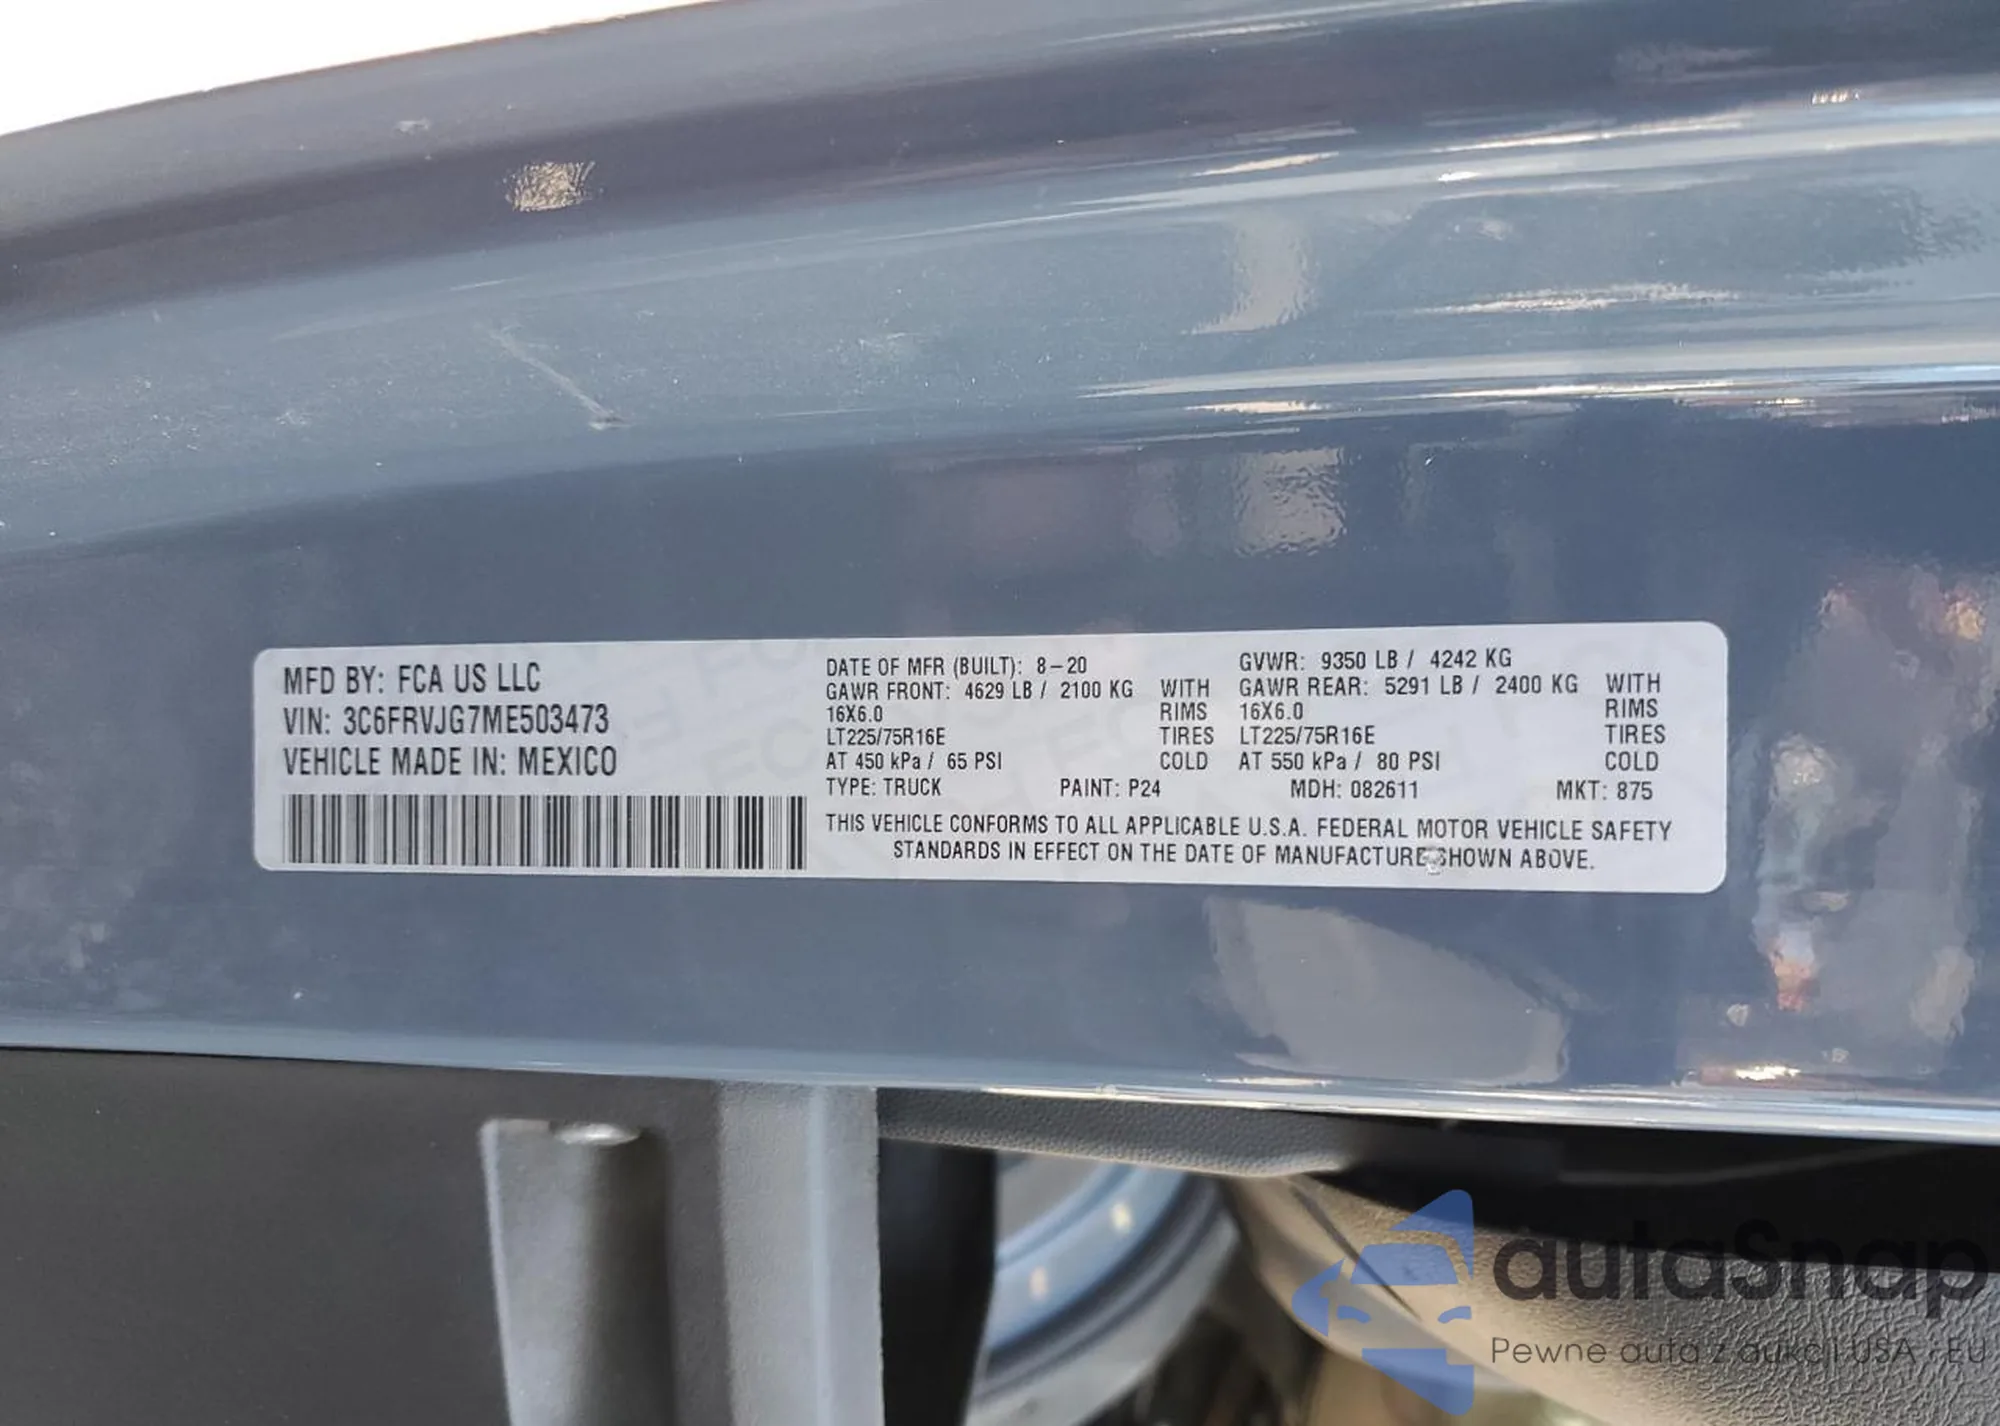 MFD BY: FCA US LLC
VIN: 3C6FRVJG7ME503473
VEHICLE MADE IN: MEXICO
DATE OF MFR (BUILT): 8-20
GAWR FRONT: 4629 LB / 2100 KG WITH
16X6.0 RIMS
LT225/75R16E TIRES
AT 450 kPa / 65 PSI COLD
GVWR: 9350 LB / 4242 KG
GAWR REAR: 5291 LB / 2400 KG WITH
16X6.0 RIMS
LT225/75R16E TIRES
AT 550 kPa / 80 PSI COLD
TYPE: TRUCK PAINT: P24 MDH: 082611 MKT: 875
THIS VEHICLE CONFORMS TO ALL APPLICABLE U.S.A. FEDERAL MOTOR VEHICLE SAFETY
STANDARDS IN EFFECT ON THE DATE OF MANUFACTURE SHOWN ABOVE.
autaSnap
Pewne auta z aukcji USA i EU